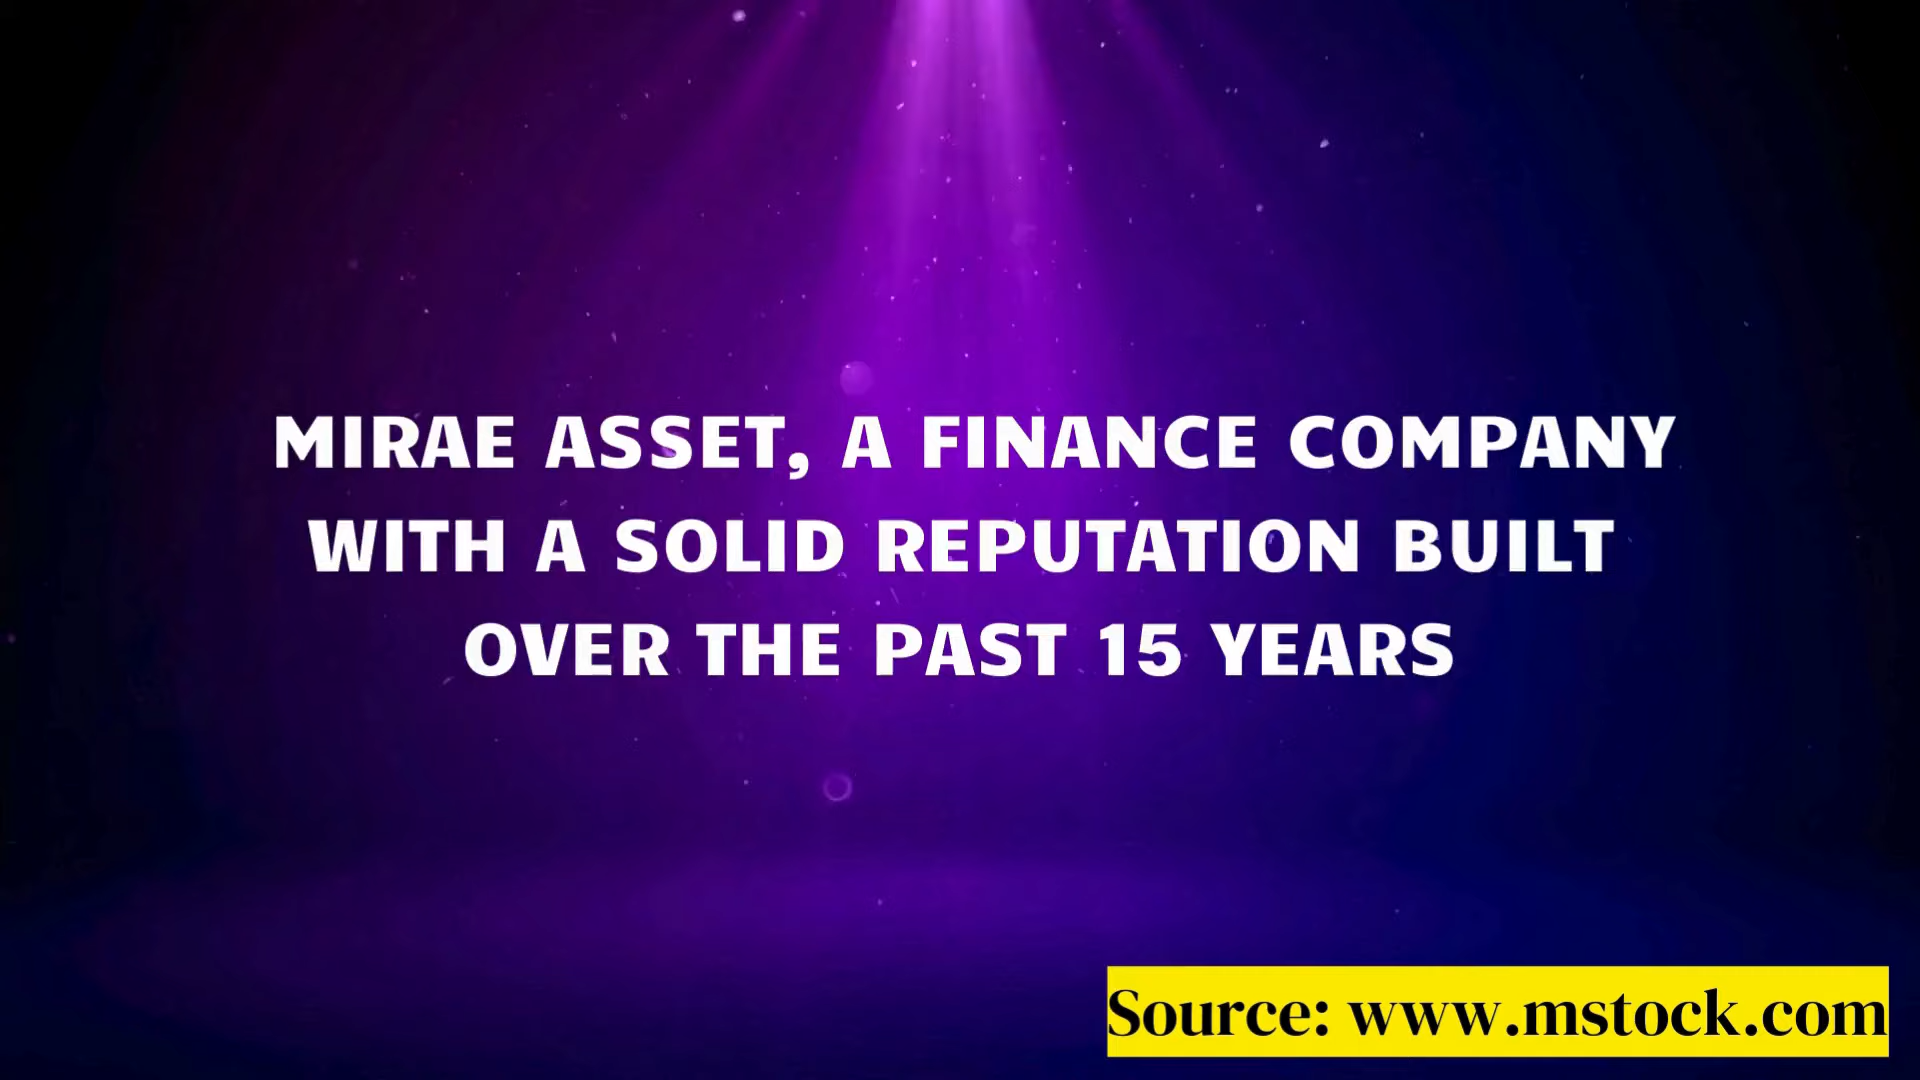 MIRAE ASSET, A FINANCE COMPANY
WITH A SOLID REPUTATION BUILT
OVER THE PAST 15 YEARS
Source: www.mstock.com